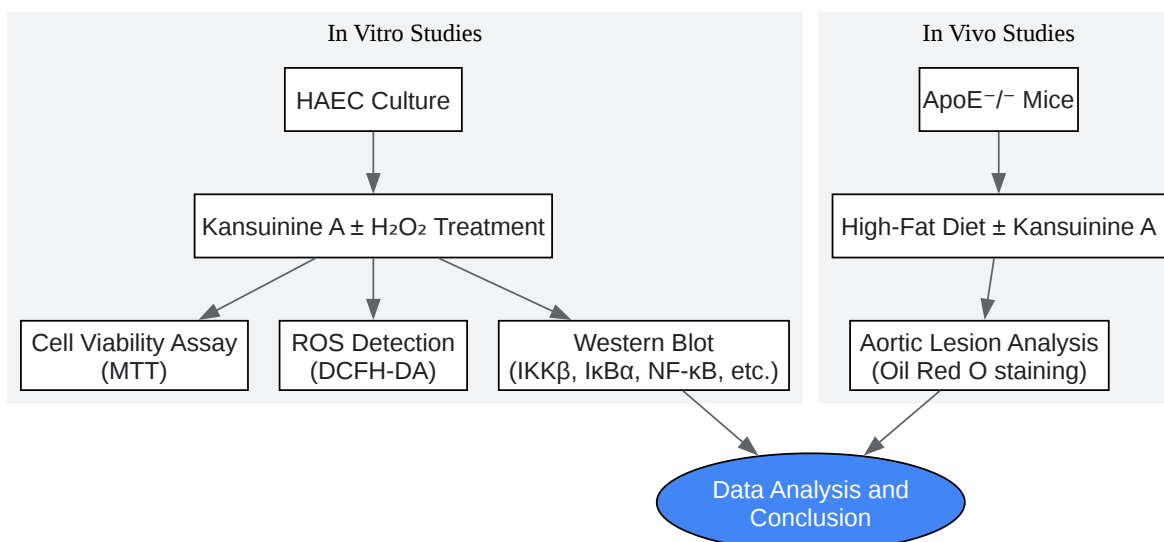 In Vitro Studies
HAEC Culture
Kansuinine A ± H₂O₂ Treatment
Cell Viability Assay
(MTT)
ROS Detection
(DCFH-DA)
Western Blot
(IKKβ, IκBα, NF-κB, etc.)
In Vivo Studies
ApoE⁻/⁻ Mice
High-Fat Diet ± Kansuinine A
Aortic Lesion Analysis
(Oil Red O staining)
Data Analysis and
Conclusion